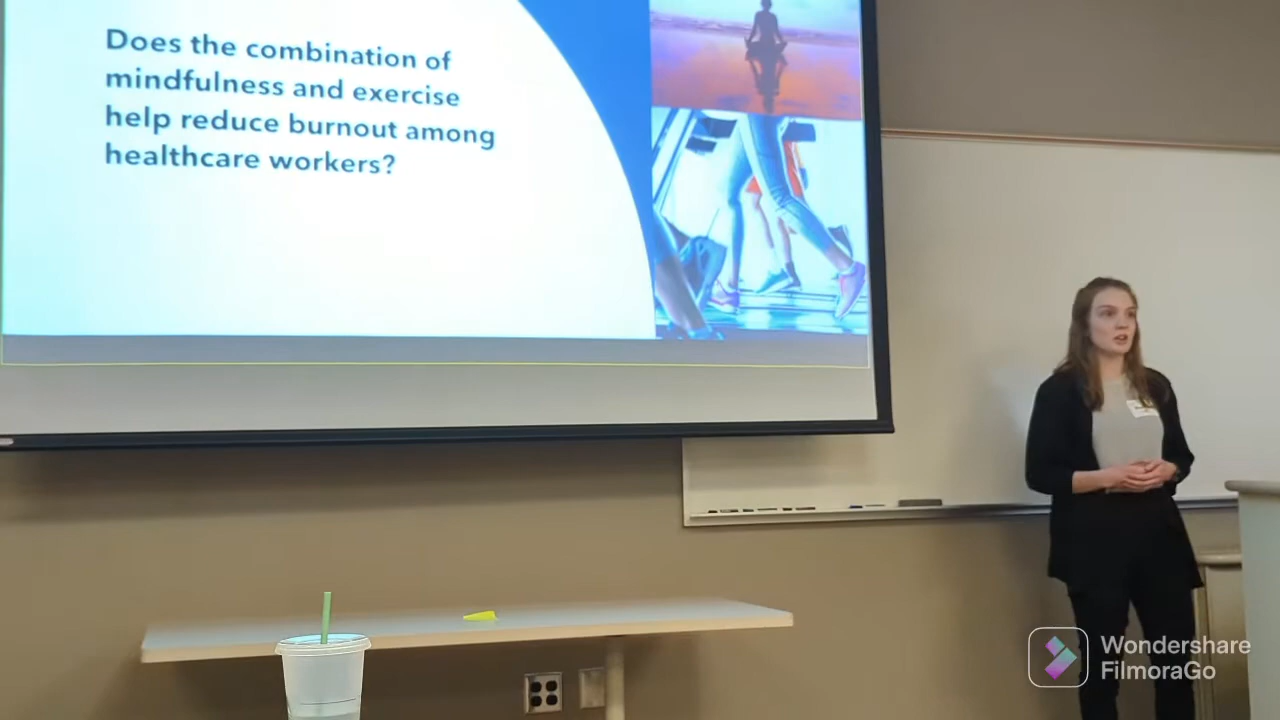 Does the combination of
mindfulness and exercise
help reduce burnout among
healthcare workers?
Wondershare
FilmoraGo